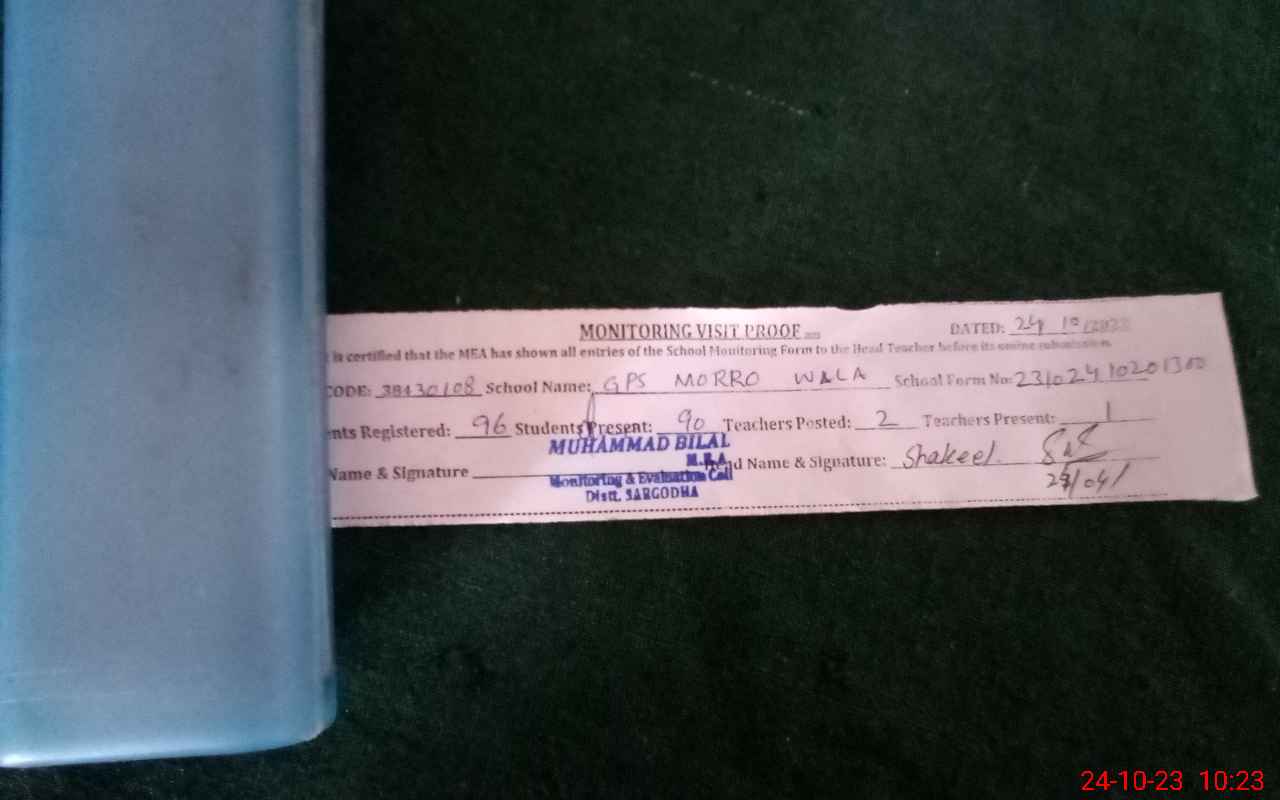 MONITORING VISIT PROOF
DATED: 24 10
is certified that the MEA has shown all entries of the School Monitoring Form to the Head Teacher before its online submission.
CODE: 38430108 School Name: GPS MORRO WALA School Form No: 23102410201300
nts Registered: 96 Students Present: 90 Teachers Posted: 2 Teachers Present: 1
MUHAMMAD BILAL
M.E.A
Name & Signature d Name & Signature: Shakeel
Monitoring & Evaluation Cell
Distt. SARGODHA
24-10-23 10:23